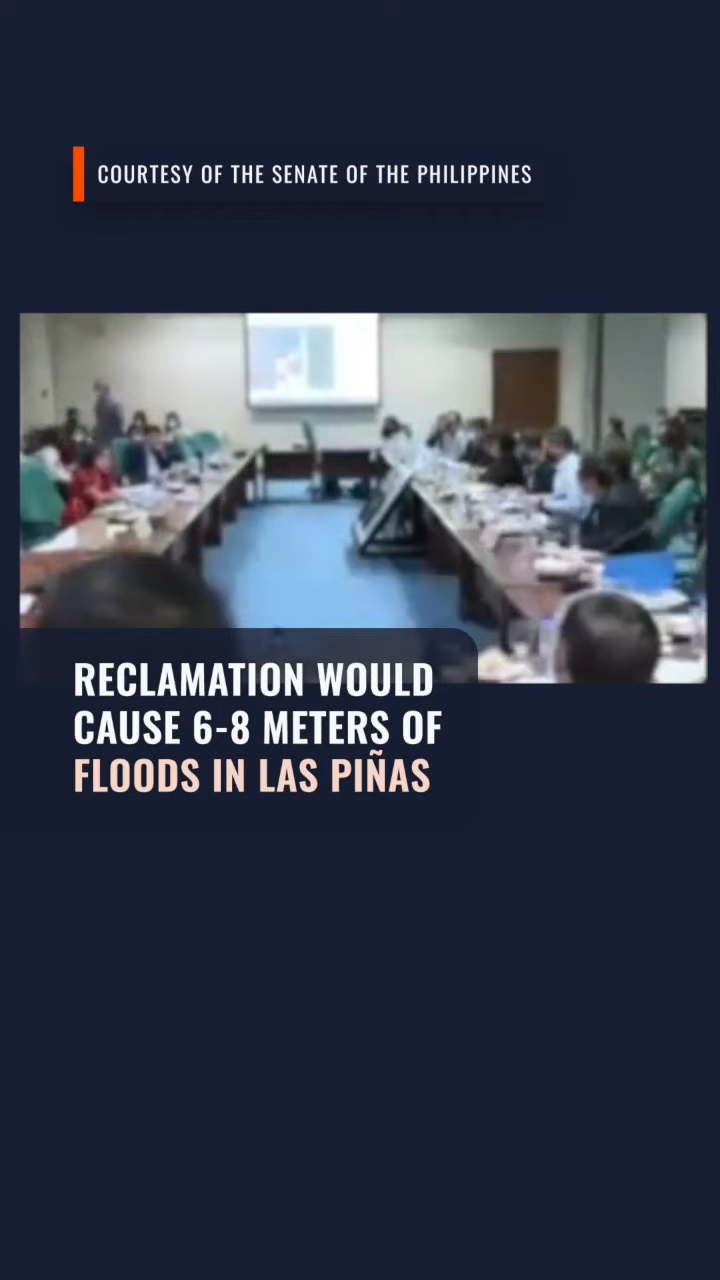 COURTESY OF THE SENATE OF THE PHILIPPINES
RECLAMATION WOULD
CAUSE 6-8 METERS OF
FLOODS IN LAS PIÑAS